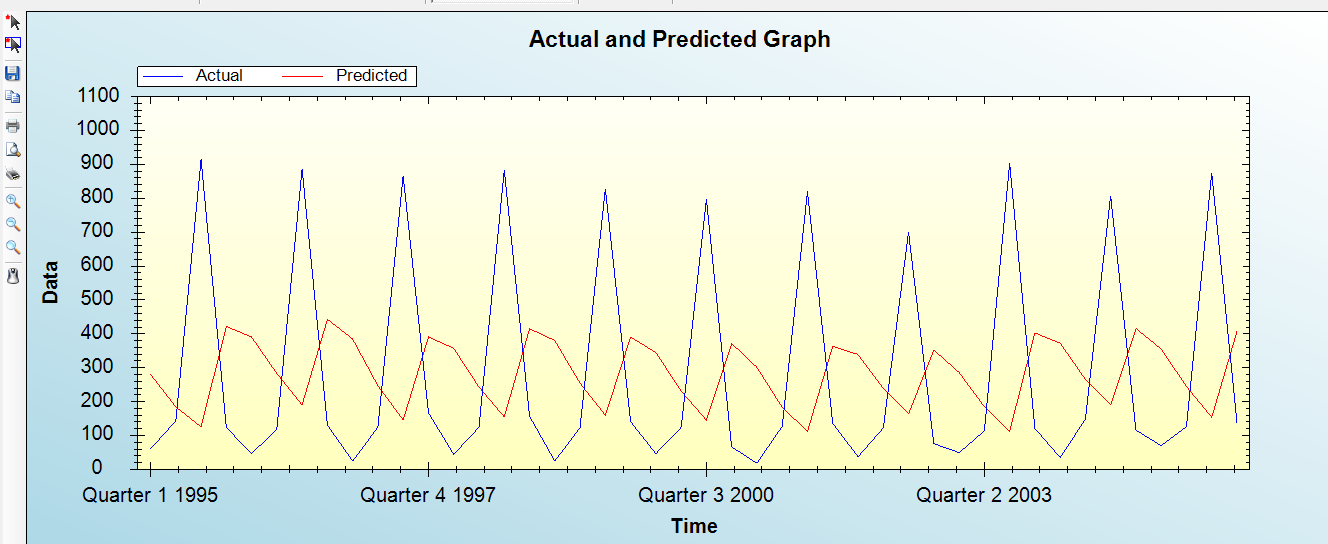 Actual and Predicted Graph
Actual Predicted
1100
1000
900
800
700
600
500
400
300
200
100
0
Data
Quarter 1 1995 Quarter 4 1997 Quarter 3 2000 Quarter 2 2003
Time